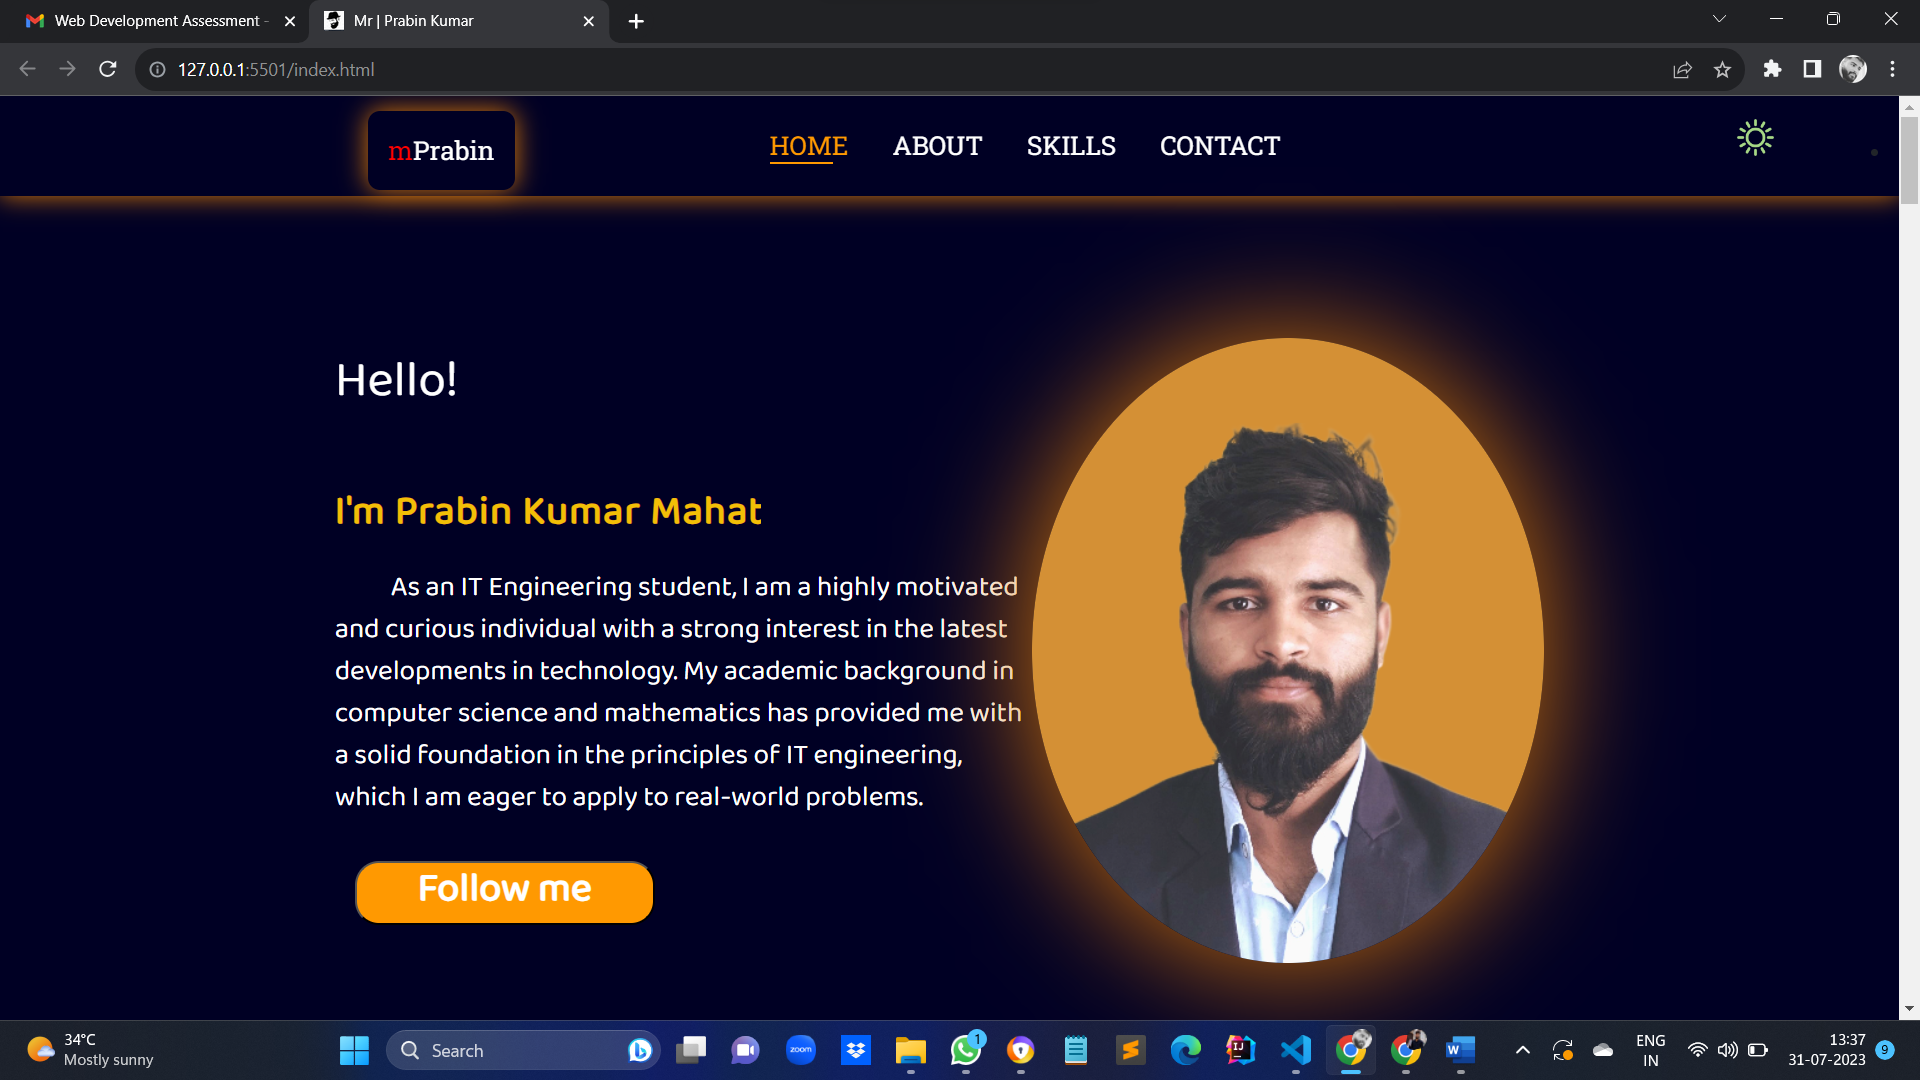 Web Development Assessment -
Mr | Prabin Kumar
127.0.0.1:5501/index.html
mPrabin
HOME
ABOUT
SKILLS
CONTACT
Hello!
I'm Prabin Kumar Mahat
As an IT Engineering student, I am a highly motivated
and curious individual with a strong interest in the latest
developments in technology. My academic background in
computer science and mathematics has provided me with
a solid foundation in the principles of IT engineering,
which I am eager to apply to real-world problems.
Follow me
34°C
Mostly sunny
Search
zoom
1
IJ
W
ENG
IN
13:37
31-07-2023
9